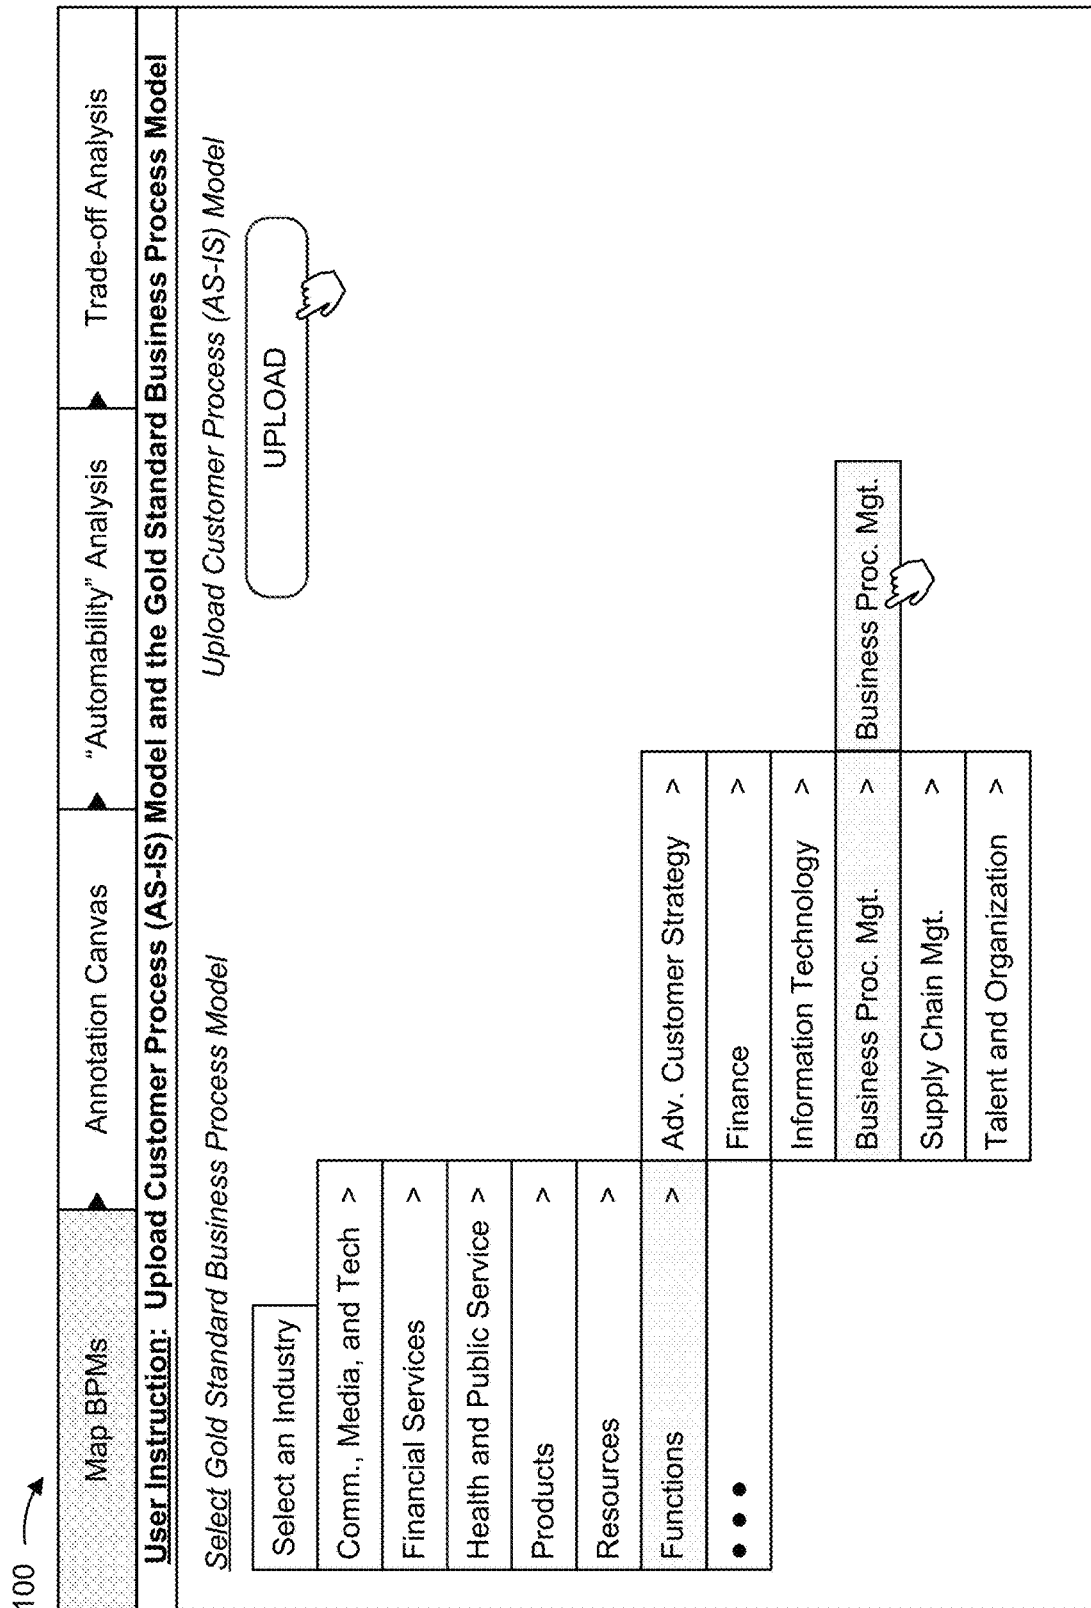 100
Map BPMs
Annotation Canvas
"Automability" Analysis
Trade-off Analysis
User Instruction: Upload Customer Process (AS-IS) Model and the Gold Standard Business Process Model
Select Gold Standard Business Process Model
Upload Customer Process (AS-IS) Model
UPLOAD
Select an Industry
Comm., Media, and Tech >
Financial Services >
Health and Public Service >
Products >
Resources >
Functions >
● ● ●
Adv. Customer Strategy >
Finance >
Information Technology
Business Proc. Mgt. >
Supply Chain Mgt. >
Talent and Organization >
Business Proc. Mgt.